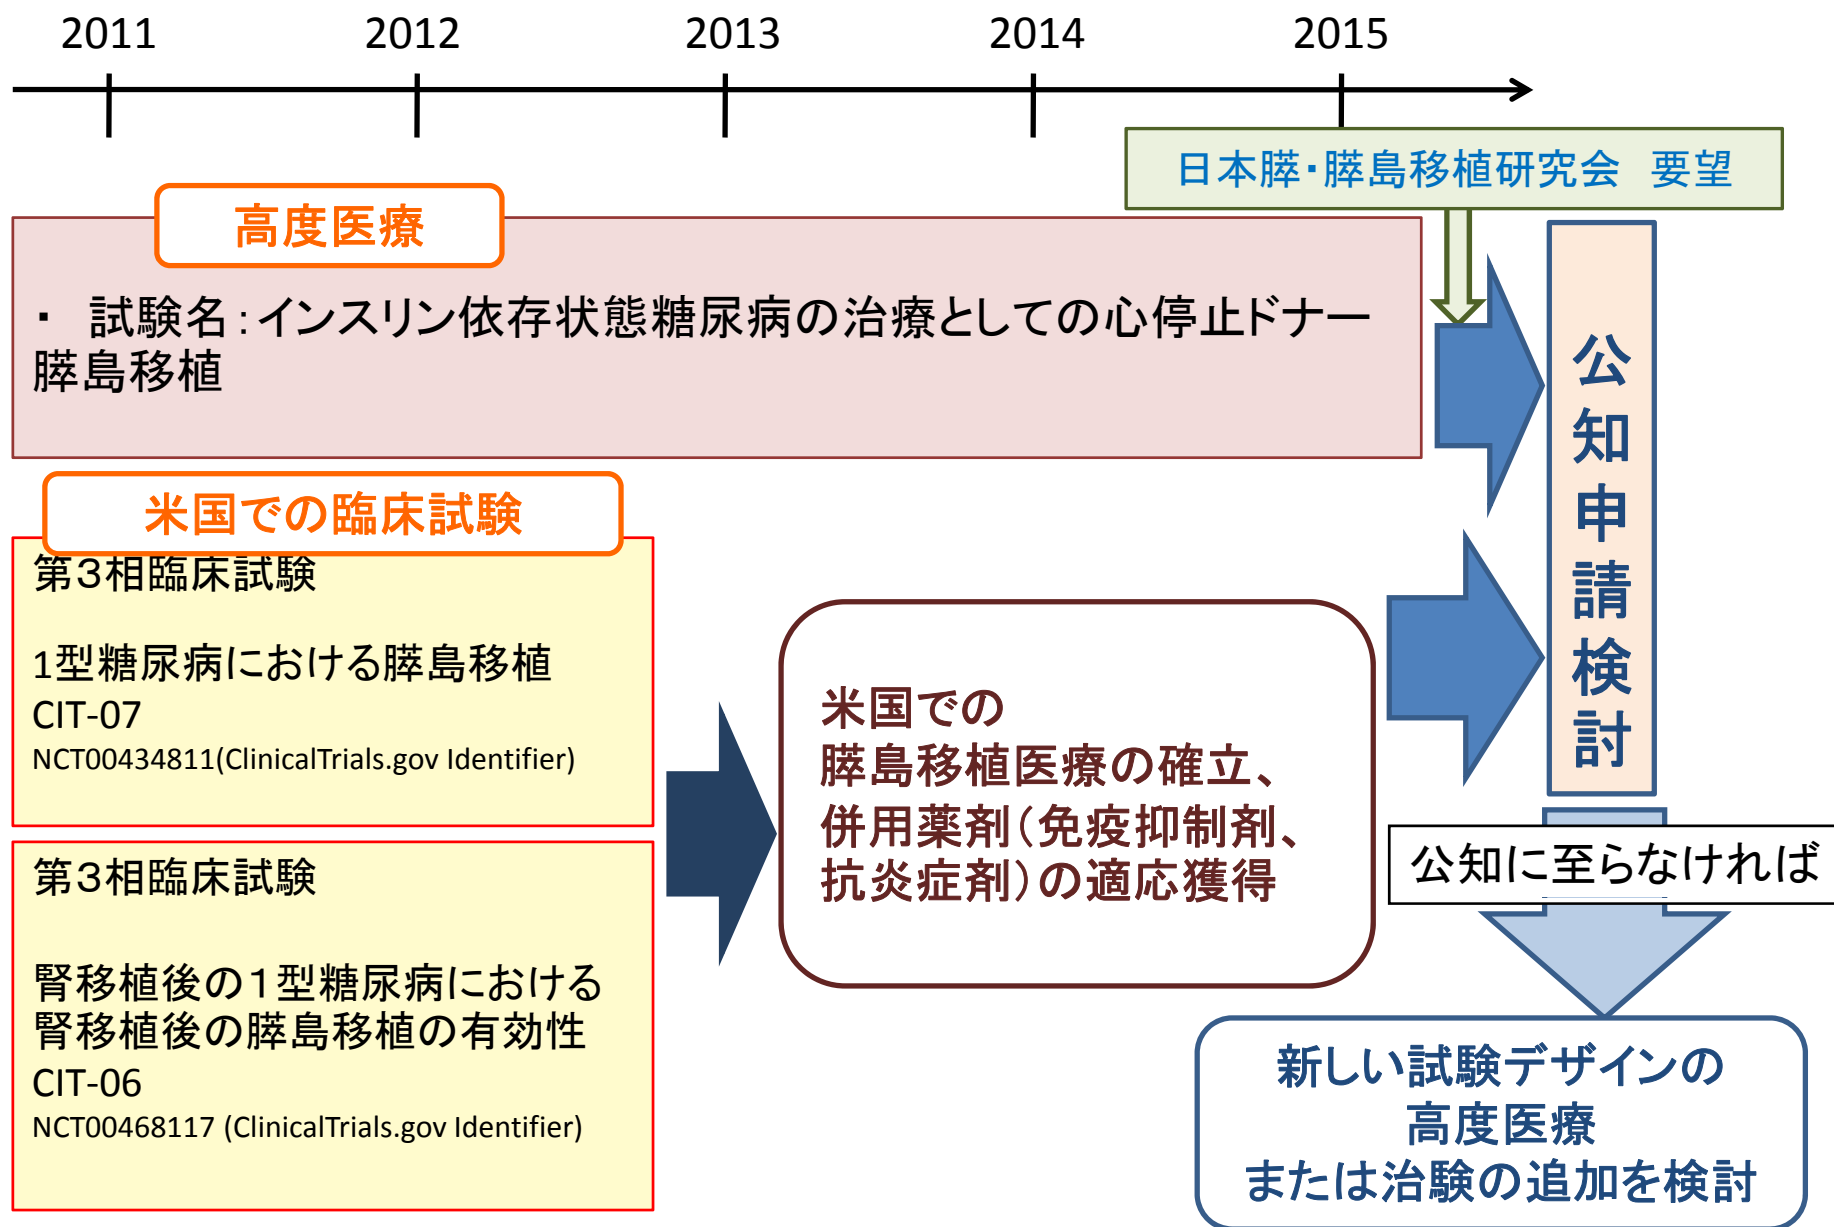 2011 2012 2013 2014 2015
日本膵・膵島移植研究会　要望
高度医療
・ 試験名：インスリン依存状態糖尿病の治療としての心停止ドナー
膵島移植
米国での臨床試験
第３相臨床試験
1型糖尿病における膵島移植
CIT-07
NCT00434811(ClinicalTrials.gov Identifier)
第３相臨床試験
腎移植後の１型糖尿病における
腎移植後の膵島移植の有効性
CIT-06
NCT00468117 (ClinicalTrials.gov Identifier)
米国での
膵島移植医療の確立、
併用薬剤（免疫抑制剤、
抗炎症剤）の適応獲得
公知申請検討
公知に至らなければ
新しい試験デザインの
高度医療
または治験の追加を検討